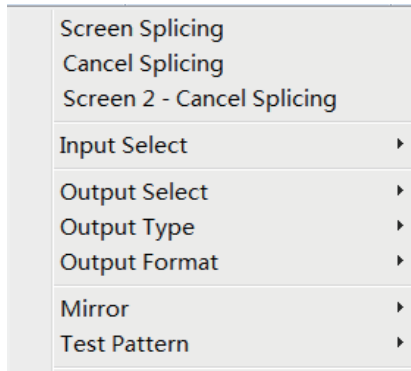 Screen Splicing
Cancel Splicing
Screen 2 - Cancel Splicing
Input Select
Output Select
Output Type
Output Format
Mirror
Test Pattern